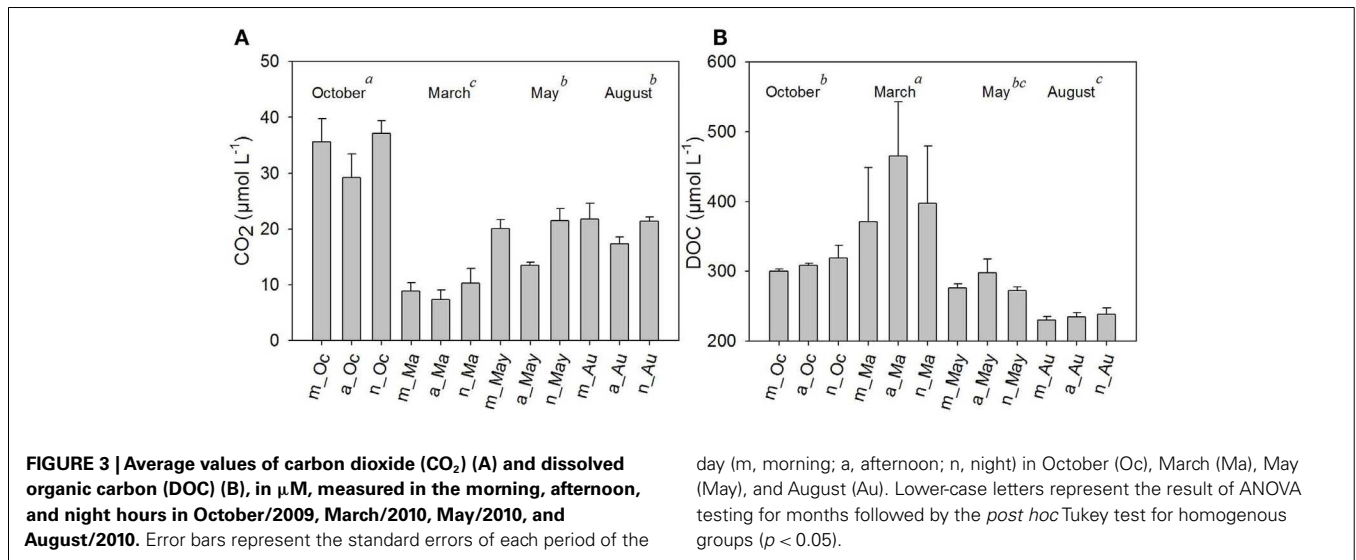 A
50
40
30
20
10
0
CO₂ (µmol L⁻¹)
October a
March c
May b
August b
m_Oc
a_Oc
n_Oc
m_Ma
a_Ma
n_Ma
m_May
a_May
n_May
m_Au
a_Au
n_Au
B
600
500
400
300
200
DOC (µmol L⁻¹)
October b
March a
May bc
August c
m_Oc
a_Oc
n_Oc
m_Ma
a_Ma
n_Ma
m_May
a_May
n_May
m_Au
a_Au
n_Au
FIGURE 3 | Average values of carbon dioxide (CO₂) (A) and dissolved
organic carbon (DOC) (B), in µM, measured in the morning, afternoon,
and night hours in October/2009, March/2010, May/2010, and
August/2010. Error bars represent the standard errors of each period of the
day (m, morning; a, afternoon; n, night) in October (Oc), March (Ma), May
(May), and August (Au). Lower-case letters represent the result of ANOVA
testing for months followed by the post hoc Tukey test for homogenous
groups (p < 0.05).